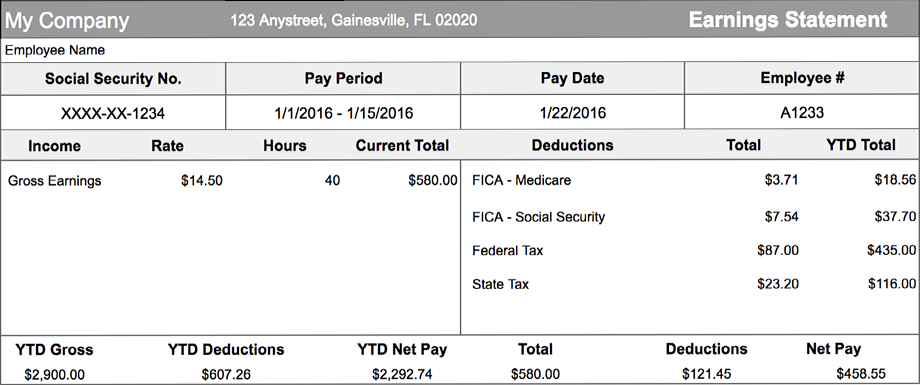 My Company 123 Anystreet, Gainesville, FL 02020 Earnings Statement
Employee Name
Social Security No. Pay Period Pay Date Employee #
XXXX-XX-1234 1/1/2016 - 1/15/2016 1/22/2016 A1233
Income Rate Hours Current Total Deductions Total YTD Total
Gross Earnings $14.50 40 $580.00 FICA - Medicare $3.71 $18.56
FICA - Social Security $7.54 $37.70
Federal Tax $87.00 $435.00
State Tax $23.20 $116.00
YTD Gross YTD Deductions YTD Net Pay Total Deductions Net Pay
$2,900.00 $607.26 $2,292.74 $580.00 $121.45 $458.55